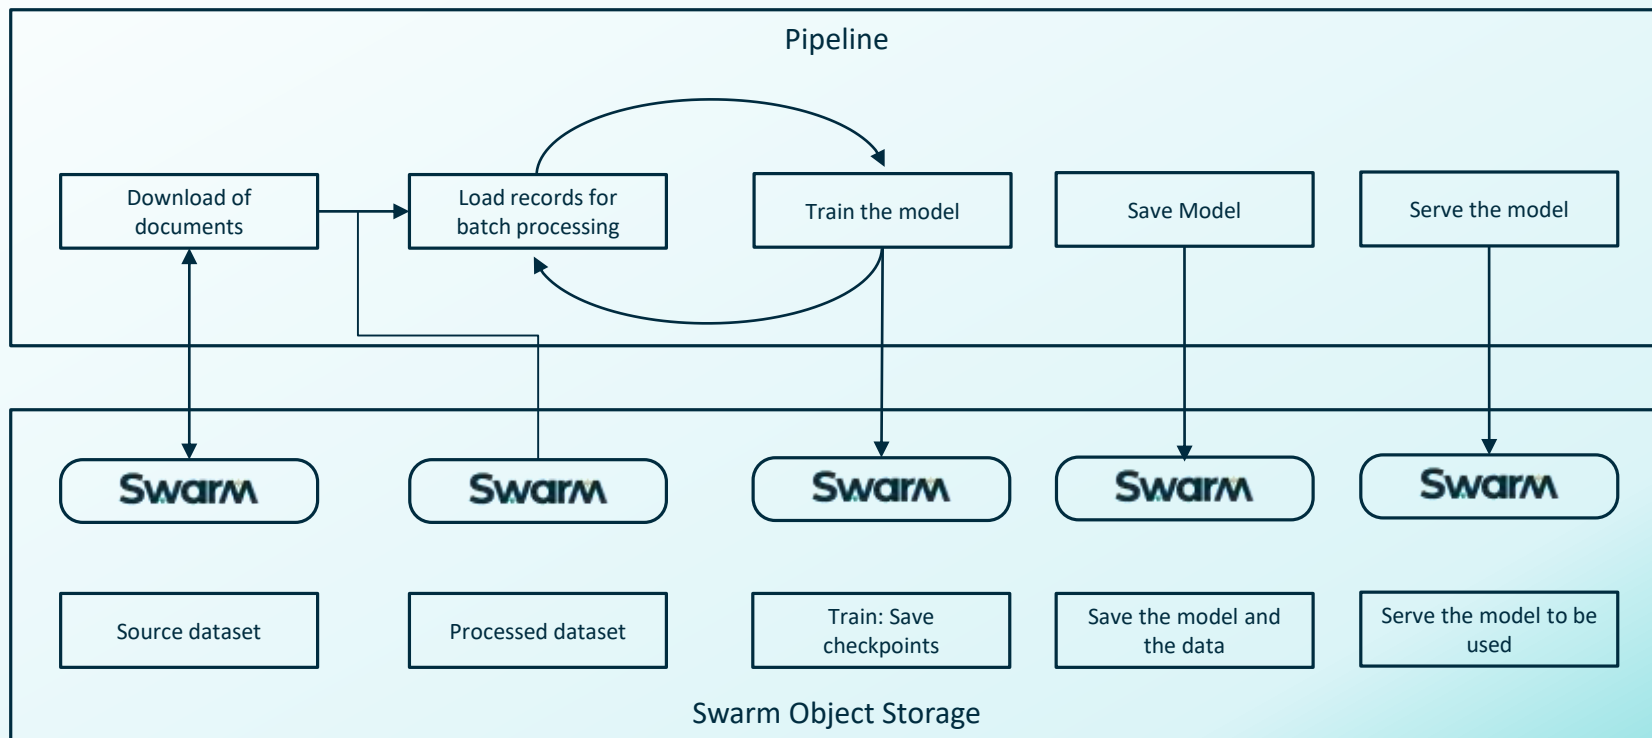 Pipeline
Download of
documents
Load records for
batch processing
Train the model
Save Model
Serve the model
Swarm
Swarm
Swarm
Swarm
Swarm
Source dataset
Processed dataset
Train: Save
checkpoints
Save the model and
the data
Serve the model to be
used
Swarm Object Storage